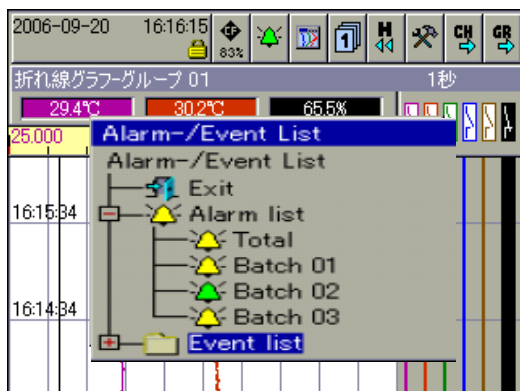 2006-09-20 16:16:15
CF
83%
1
H
CH
GR
折れ線グラフ-グループ 01 1秒
29.4℃ 30.2℃ 65.5%
25.000
Alarm-/Event List
Alarm-/Event List
Exit
16:15:34
Alarm list
Total
Batch 01
Batch 02
16:14:34
Batch 03
Event list